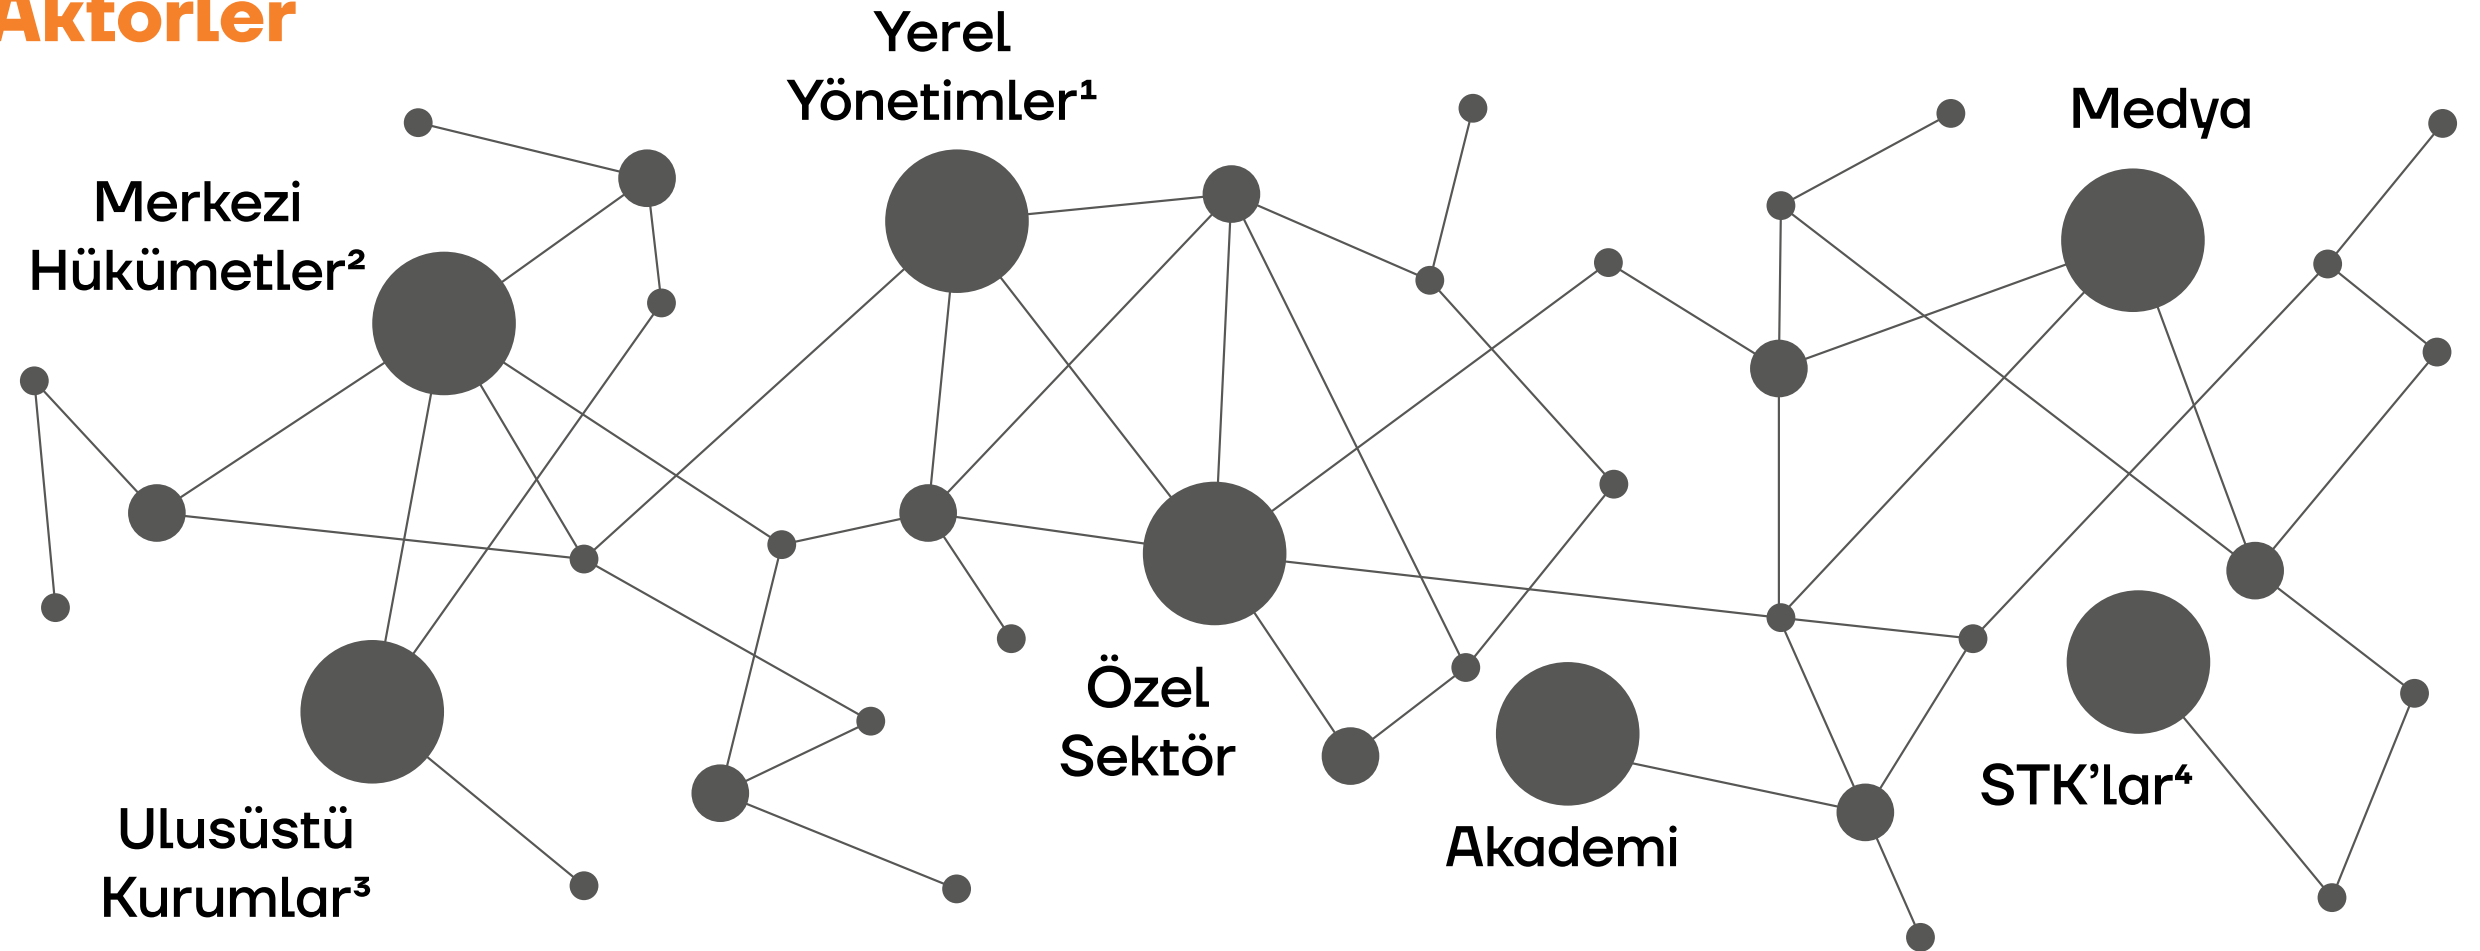 Aktörler
Yerel
Yönetimler¹
Medya
Merkezi
Hükümetler²
Özel
Sektör
STK’lar⁴
Akademi
Ulusüstü
Kurumlar³